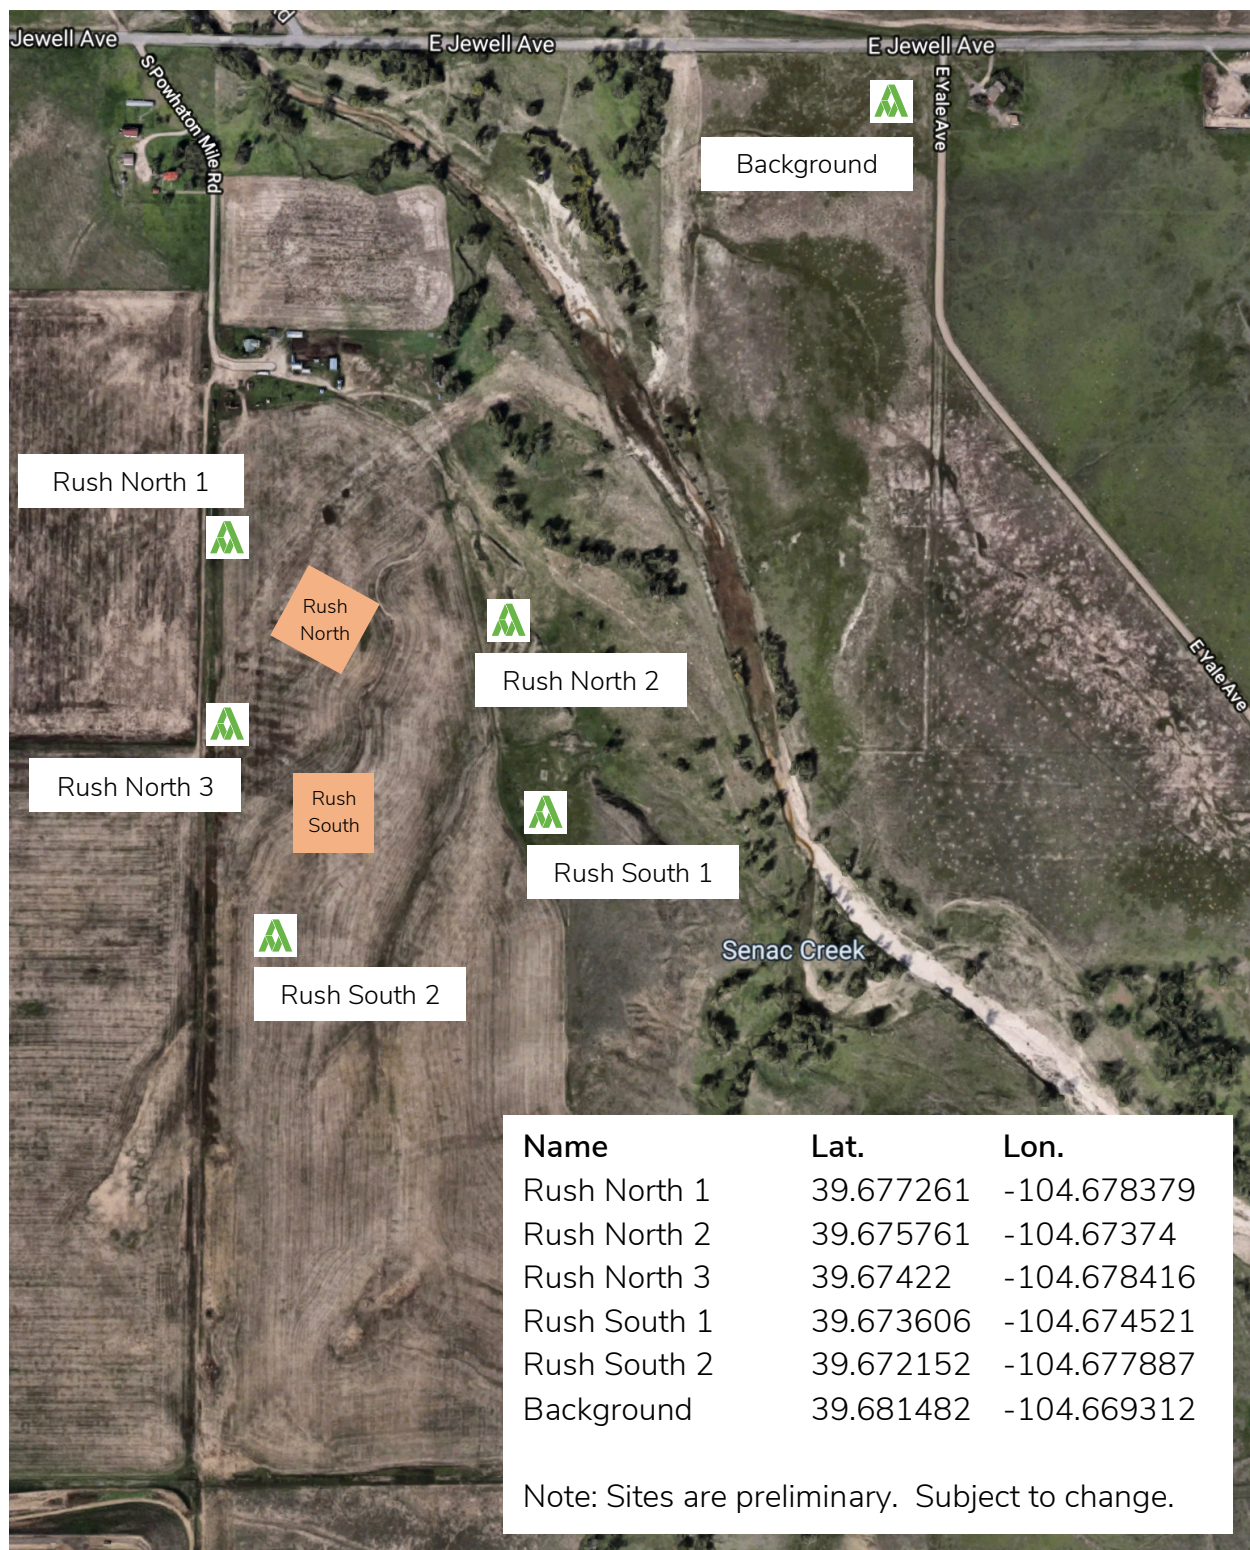 Rd
Jewell Ave
E Jewell Ave
E Jewell Ave
S Powhaton Mile Rd
E Yale Ave
Background
Rush North 1
Rush
North
Rush North 2
E Yale Ave
Rush North 3
Rush
South
Rush South 1
Senac Creek
Rush South 2
Name Lat. Lon.
Rush North 1 39.677261 -104.678379
Rush North 2 39.675761 -104.67374
Rush North 3 39.67422 -104.678416
Rush South 1 39.673606 -104.674521
Rush South 2 39.672152 -104.677887
Background 39.681482 -104.669312
Note: Sites are preliminary. Subject to change.